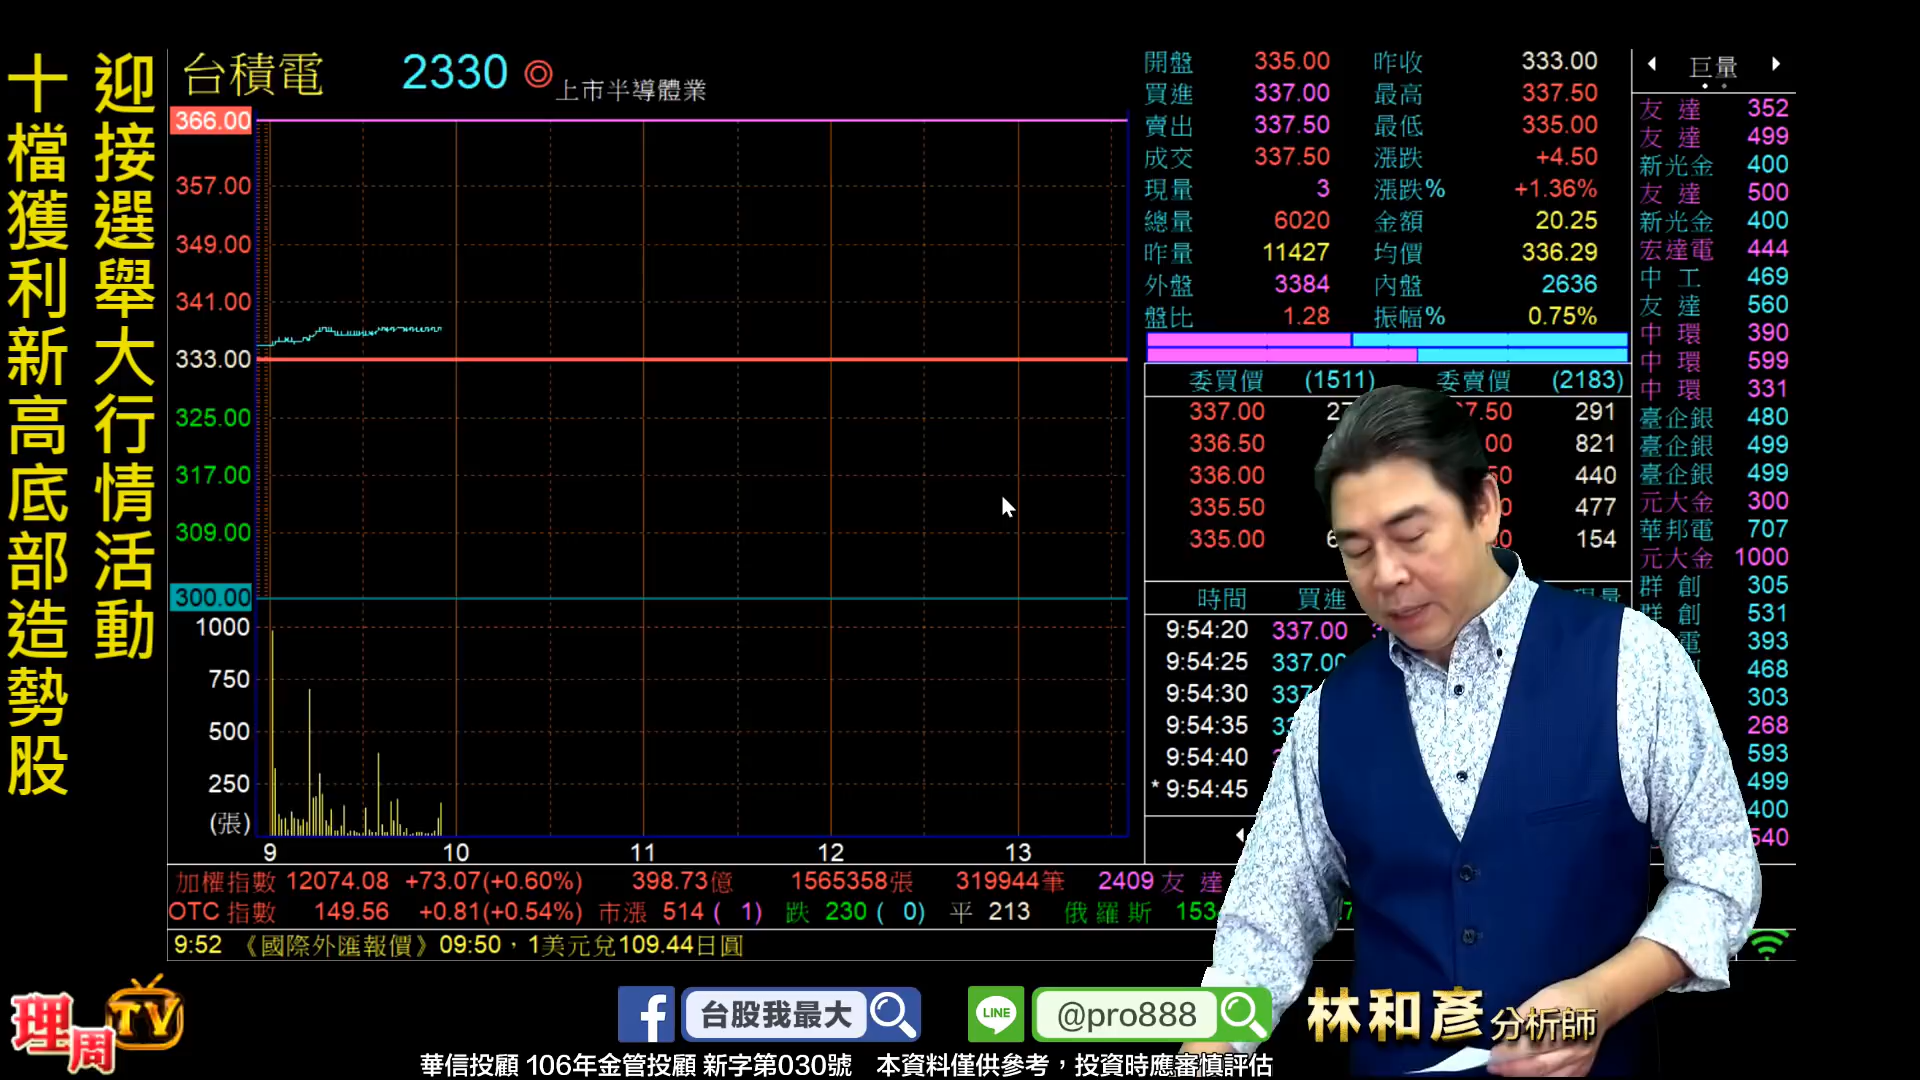 迎接選舉大行情活動
十檔獲利新高底部造勢股
台積電 2330 ◎ 上市半導體業
366.00
357.00
349.00
341.00
333.00
325.00
317.00
309.00
300.00
1000
750
500
250
(張)
9 10 11 12 13
開盤 335.00 昨收 333.00
買進 337.00 最高 337.50
賣出 337.50 最低 335.00
成交 337.50 漲跌 +4.50
現量 3 漲跌% +1.36%
總量 6020 金額 20.25
昨量 11427 均價 336.29
外盤 3384 內盤 2636
盤比 1.28 振幅% 0.75%
委買價 (1511) 委賣價 (2183)
337.00 291
336.50 821
336.00 440
335.50 477
335.00 154
時間 買進
9:54:20 337.00
9:54:25 337.00
9:54:30
9:54:35
9:54:40
* 9:54:45
巨量
友達 352
友達 499
新光金 400
友達 500
新光金 400
宏達電 444
中工 469
友達 560
中環 390
中環 599
中環 331
臺企銀 480
臺企銀 499
臺企銀 499
元大金 300
華邦電 707
元大金 1000
群創 305
群創 531
電 393
468
303
268
593
499
400
540
加權指數 12074.08 +73.07(+0.60%) 398.73億 1565358張 319944筆 2409 友達
OTC 指數 149.56 +0.81(+0.54%) 市漲 514 ( 1) 跌 230 ( 0) 平 213 俄羅斯
9:52 《國際外匯報價》09:50，1美元兌109.44日圓
理周TV
台股我最大
LINE
@pro888
林和彥 分析師
華信投顧 106年金管投顧 新字第030號 本資料僅供參考，投資時應審慎評估